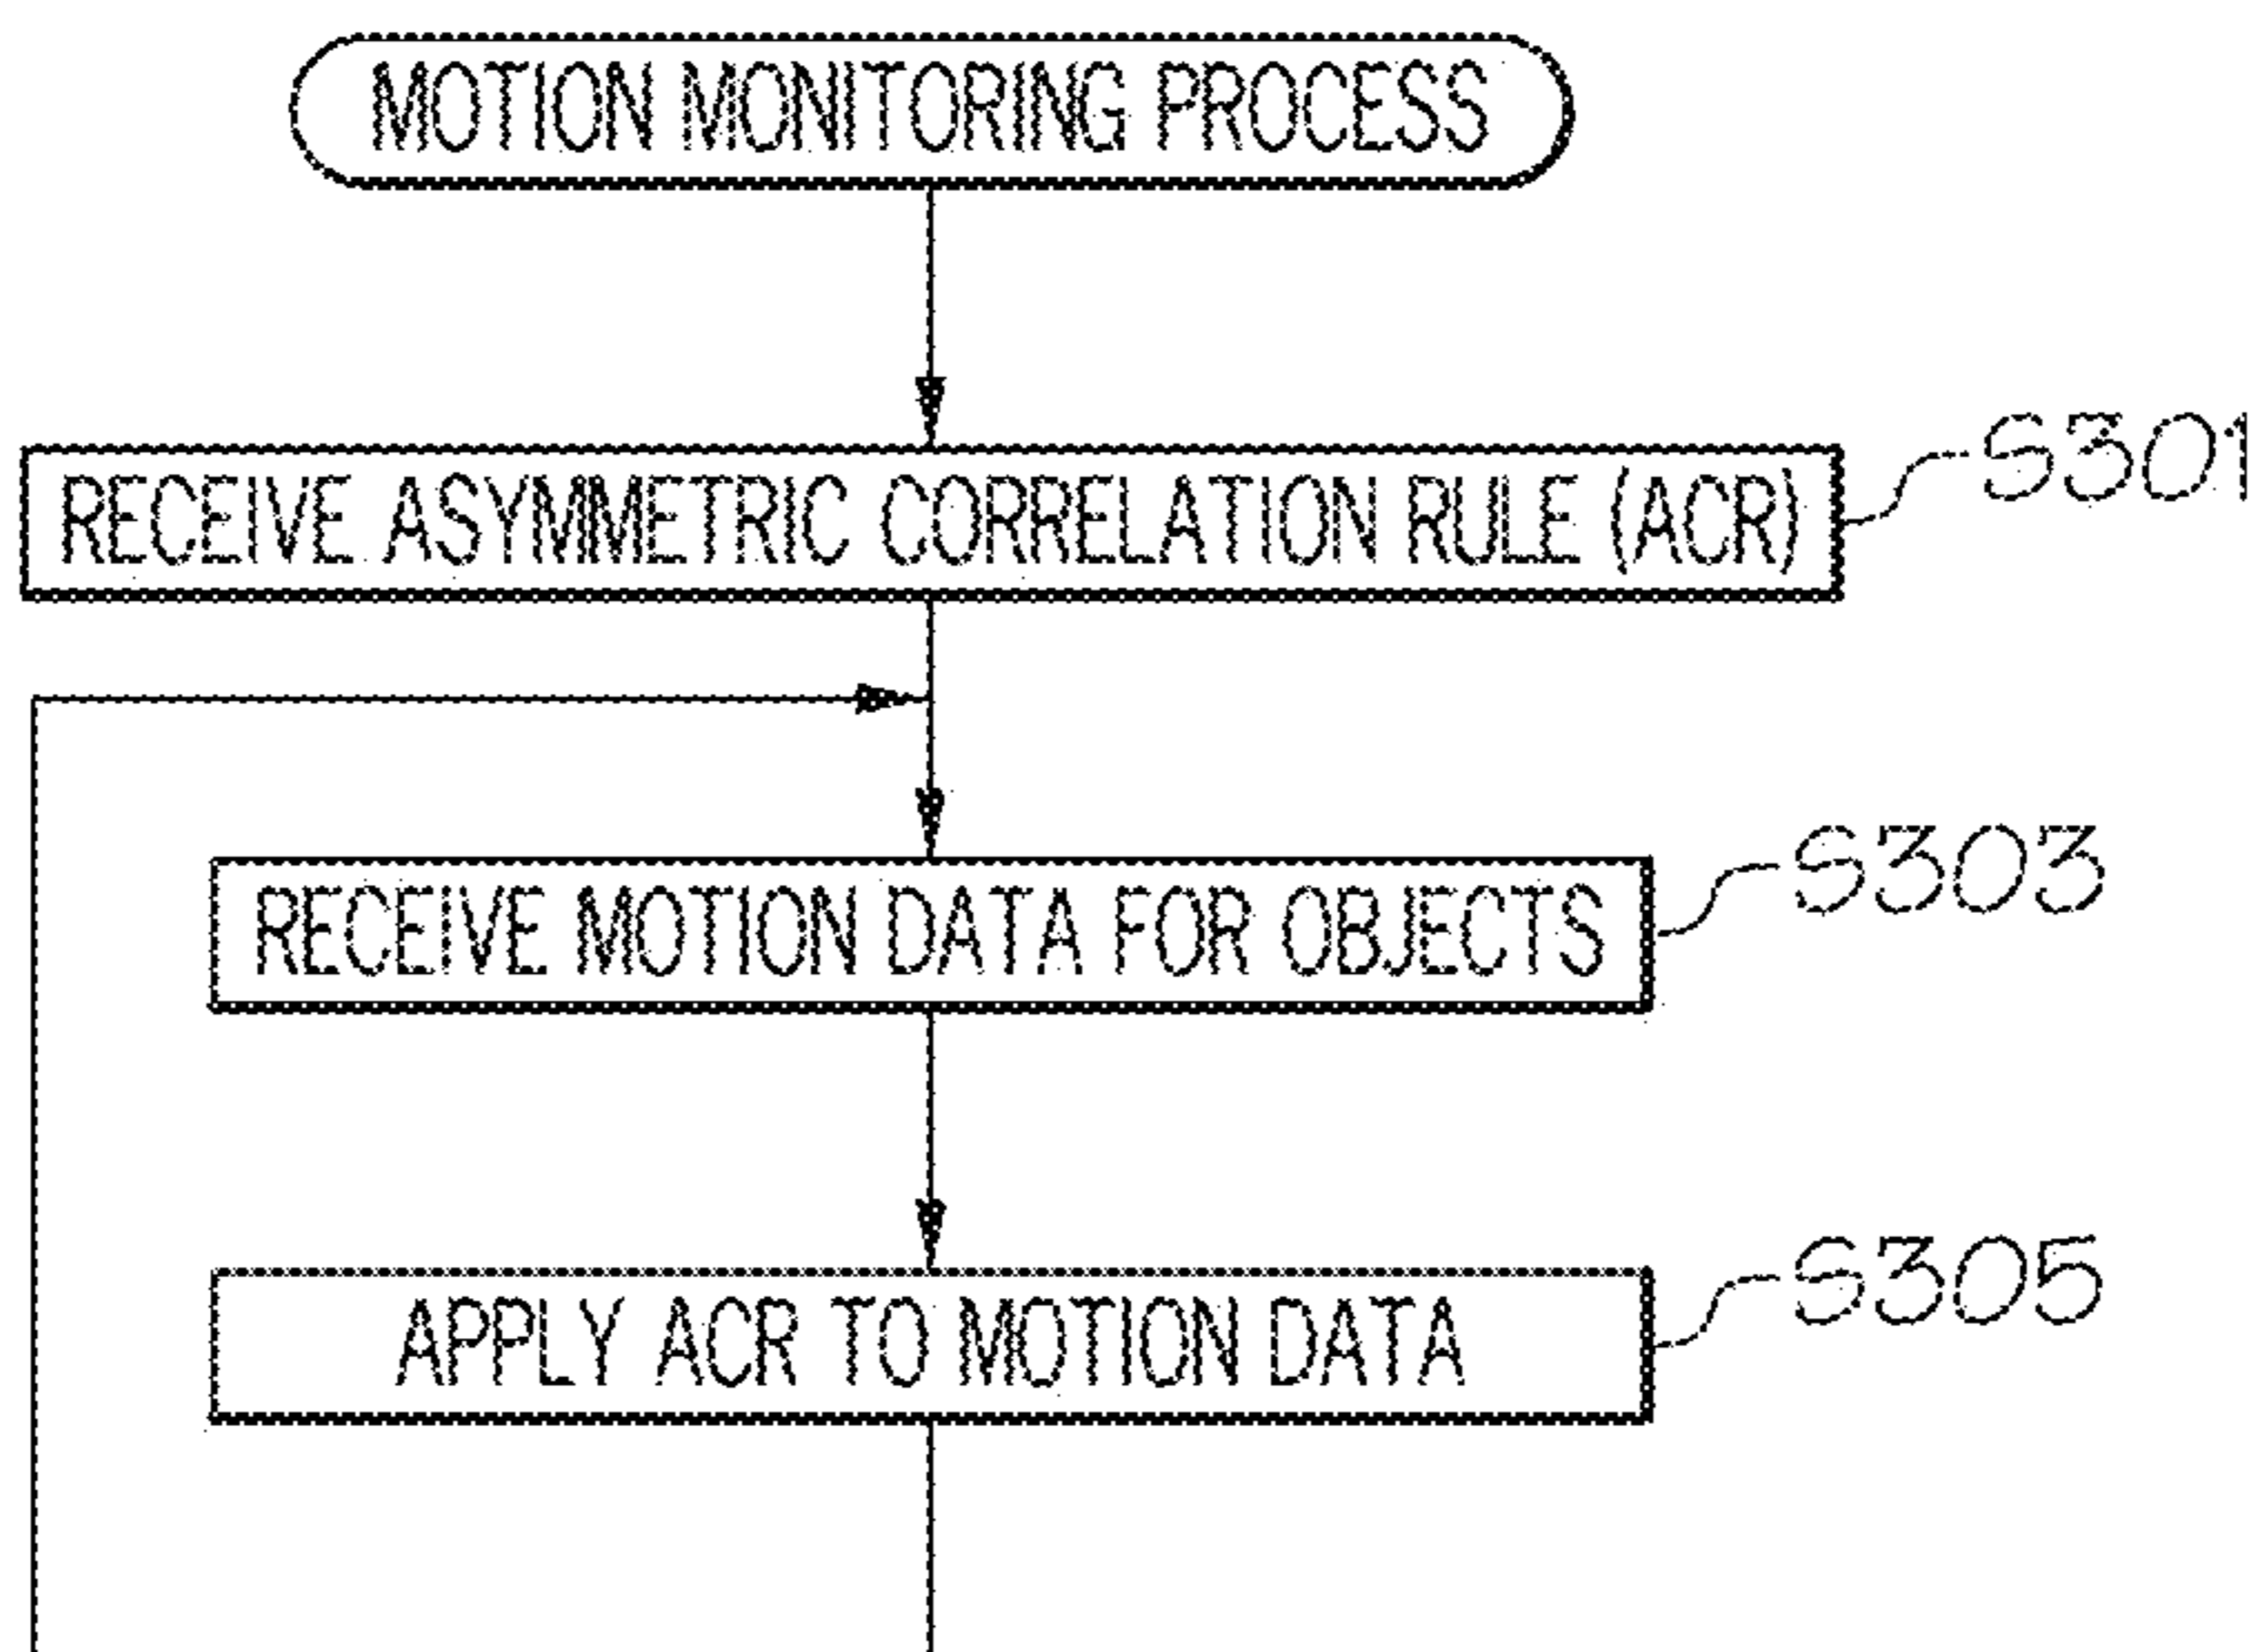 MOTION MONITORING PROCESS
RECEIVE ASYMMETRIC CORRELATION RULE (ACR)
S301
RECEIVE MOTION DATA FOR OBJECTS
S303
APPLY ACR TO MOTION DATA
S305